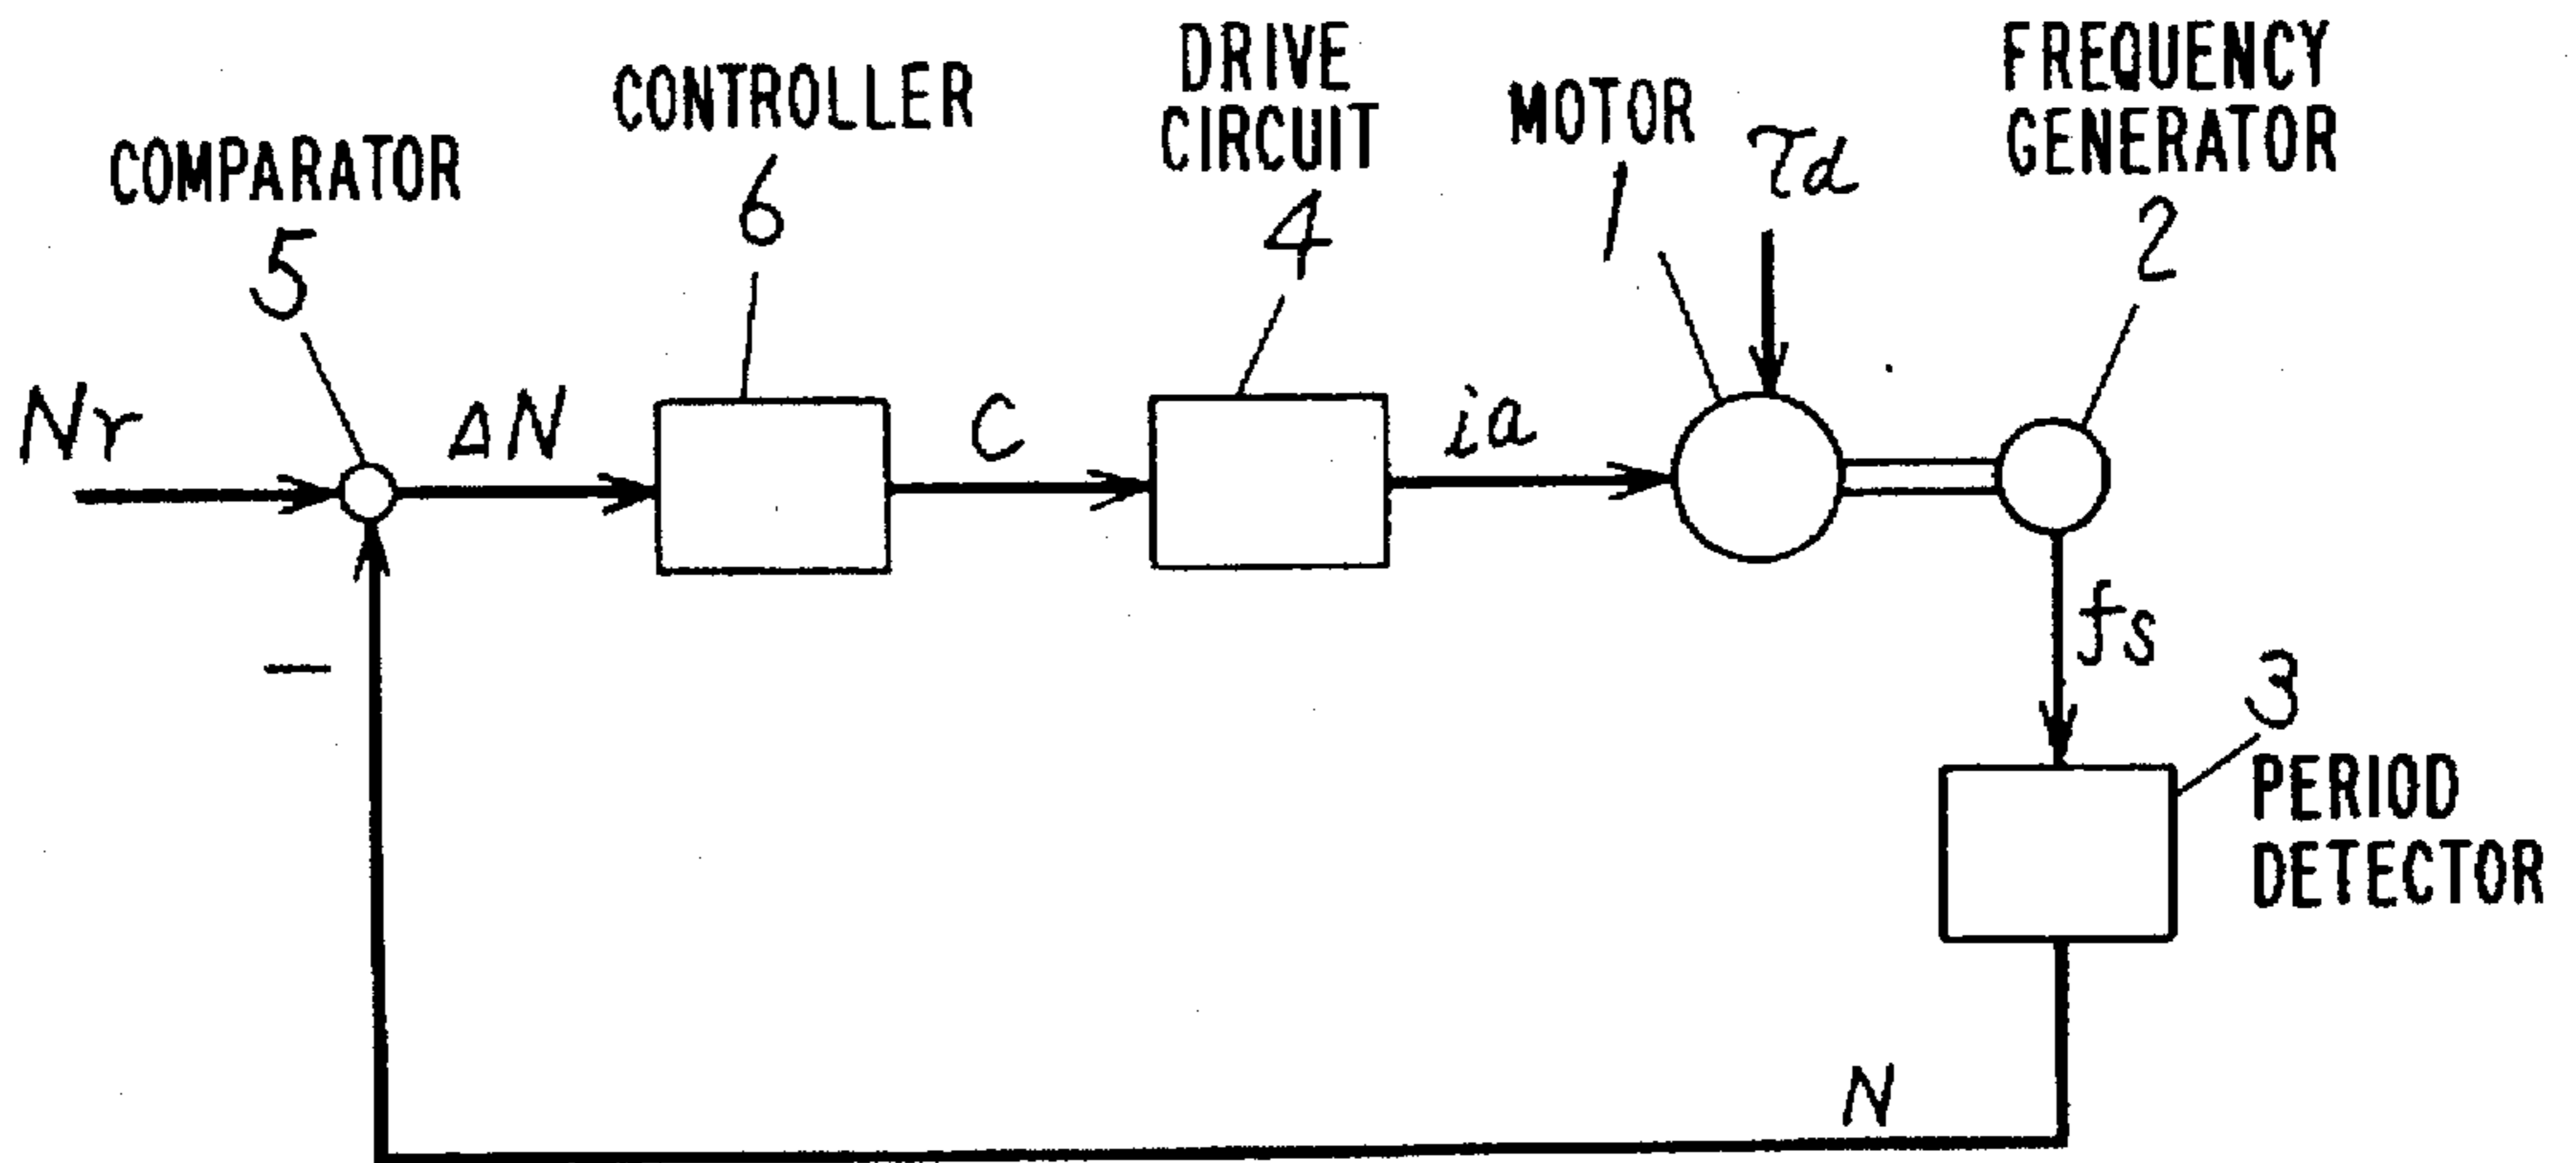 COMPARATOR
5
CONTROLLER
6
DRIVE
CIRCUIT
4
MOTOR
1
τd
FREQUENCY
GENERATOR
2
Nr
ΔN
C
ia
−
fs
3
PERIOD
DETECTOR
N